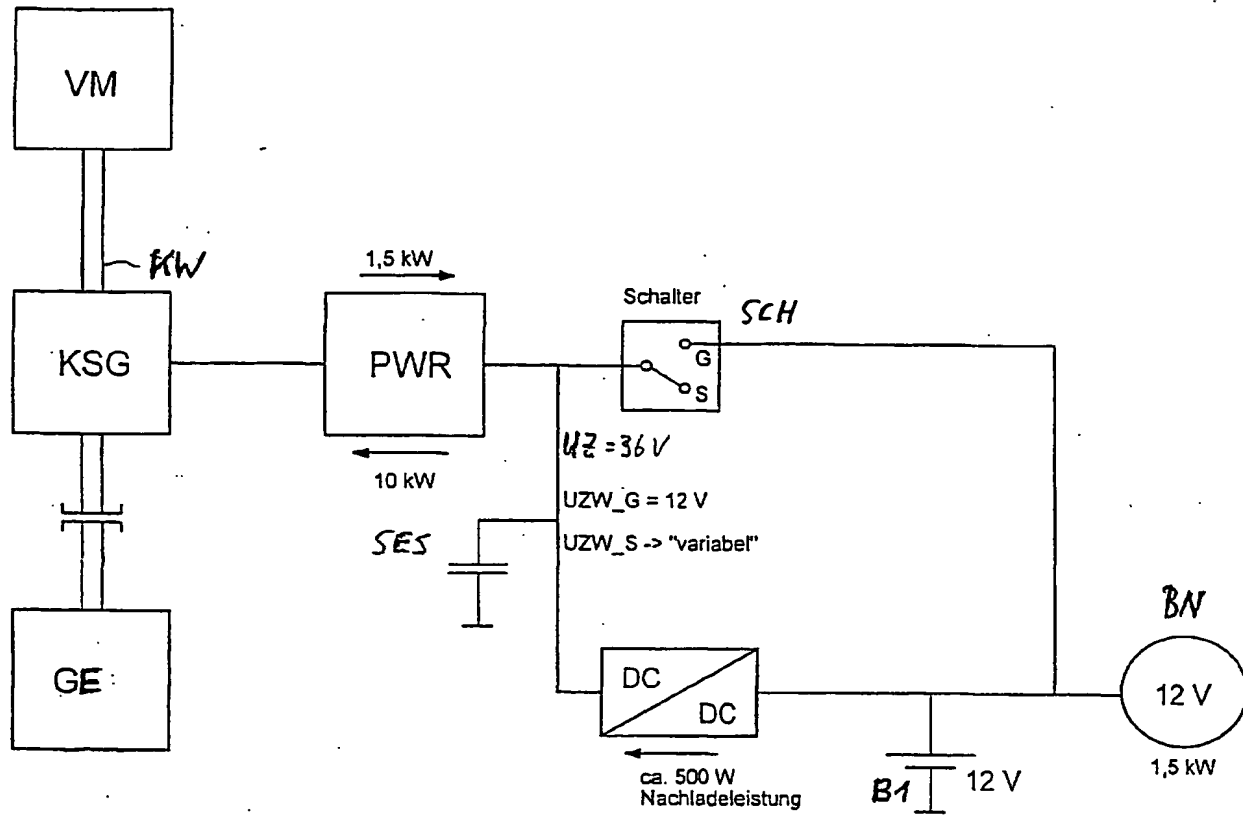 VM
KW
1,5 kW
Schalter
SCH
KSG
PWR
G
S
10 kW
UZ = 36 V
UZW_G = 12 V
UZW_S -> "variabel"
SES
BN
GE
DC
DC
12 V
ca. 500 W
Nachladeleistung
B1
12 V
1,5 kW